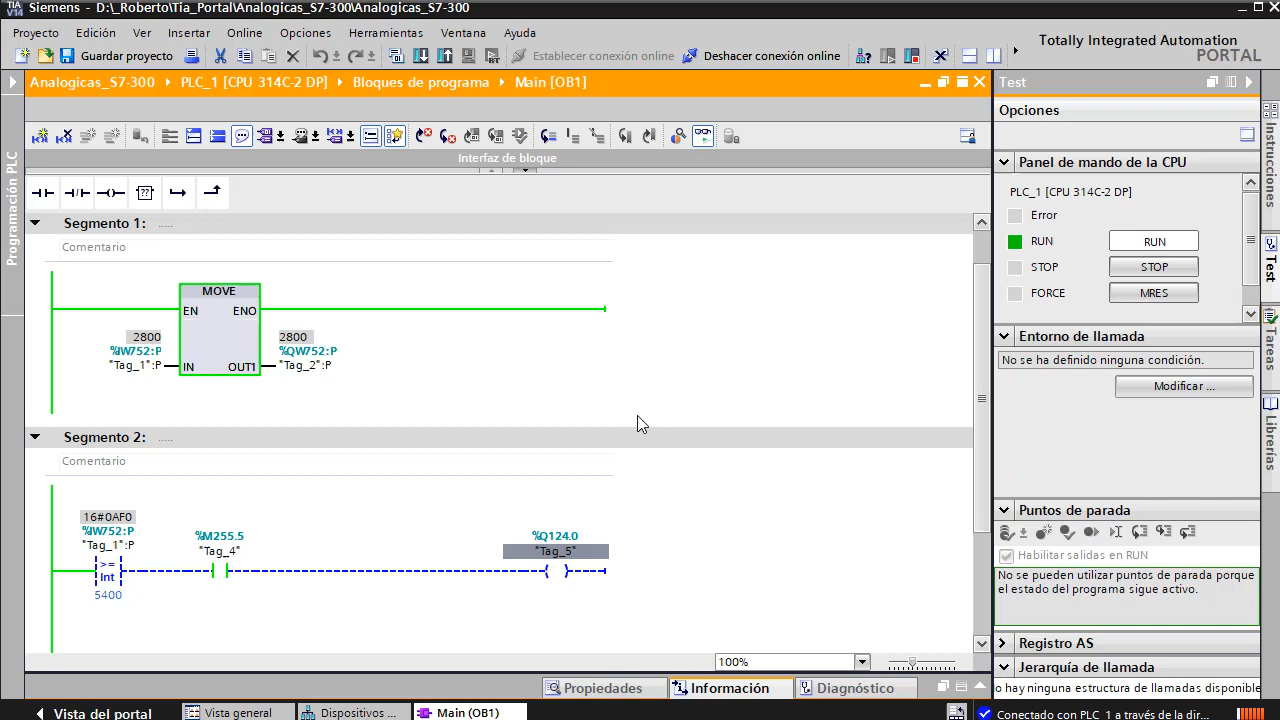 TIA
V14
Siemens - D:\_Roberto\Tia_Portal\Analogicas_S7-300\Analogicas_S7-300
Proyecto Edición Ver Insertar Online Opciones Herramientas Ventana Ayuda
Totally Integrated Automation
PORTAL
Guardar proyecto
Establecer conexión online
Deshacer conexión online
Analogicas_S7-300 PLC_1 [CPU 314C-2 DP] Bloques de programa Main [OB1]
Interfaz de bloque
Programación PLC
??
Segmento 1: .....
Comentario
MOVE
EN ENO
2800
%IW752:P
"Tag_1":P
IN OUT1
2800
%QW752:P
"Tag_2":P
Segmento 2: .....
Comentario
16#0AF0
%IW752:P
"Tag_1":P
>=
Int
5400
%M255.5
"Tag_4"
%Q124.0
"Tag_5"
100%
Propiedades Información Diagnóstico
Test
Opciones
Panel de mando de la CPU
PLC_1 [CPU 314C-2 DP]
Error
RUN RUN
STOP STOP
FORCE MRES
Entorno de llamada
No se ha definido ninguna condición.
Modificar ...
Puntos de parada
Habilitar salidas en RUN
No se pueden utilizar puntos de parada porque
el estado del programa sigue activo.
Registro AS
Jerarquía de llamada
o hay ninguna estructura de llamadas disponible
Instrucciones
Test
Tareas
Librerías
Vista del portal Vista general Dispositivos ... Main (OB1)
Conectado con PLC_1 a través de la dir...